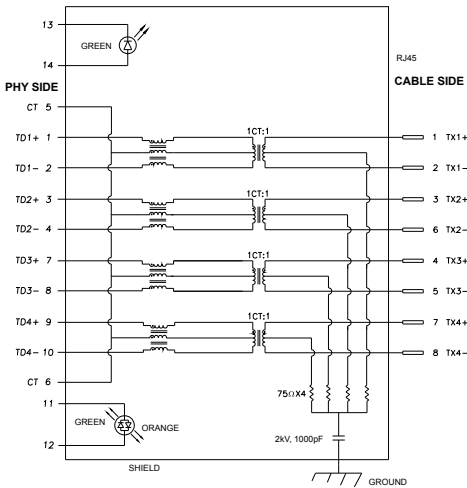 13
GREEN
14
RJ45
PHY SIDE
CABLE SIDE
CT 5
1CT:1
TD1+ 1
1 TX1+
TD1- 2
2 TX1-
1CT:1
TD2+ 3
3 TX2+
TD2- 4
6 TX2-
1CT:1
TD3+ 7
4 TX3+
TD3- 8
5 TX3-
1CT:1
TD4+ 9
7 TX4+
TD4- 10
8 TX4-
CT 6
75ΩX4
11
GREEN
ORANGE
12
2kV, 1000pF
SHIELD
GROUND